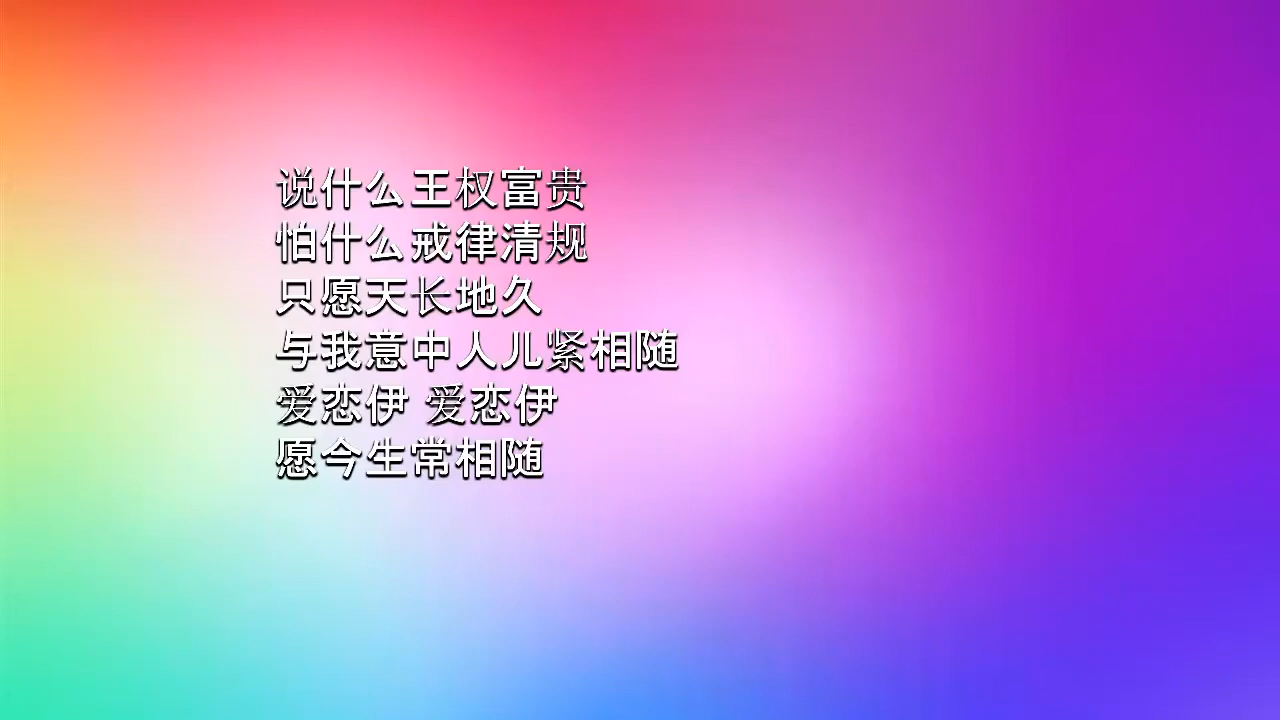 说什么王权富贵
怕什么戒律清规
只愿天长地久
与我意中人儿紧相随
爱恋伊 爱恋伊
愿今生常相随